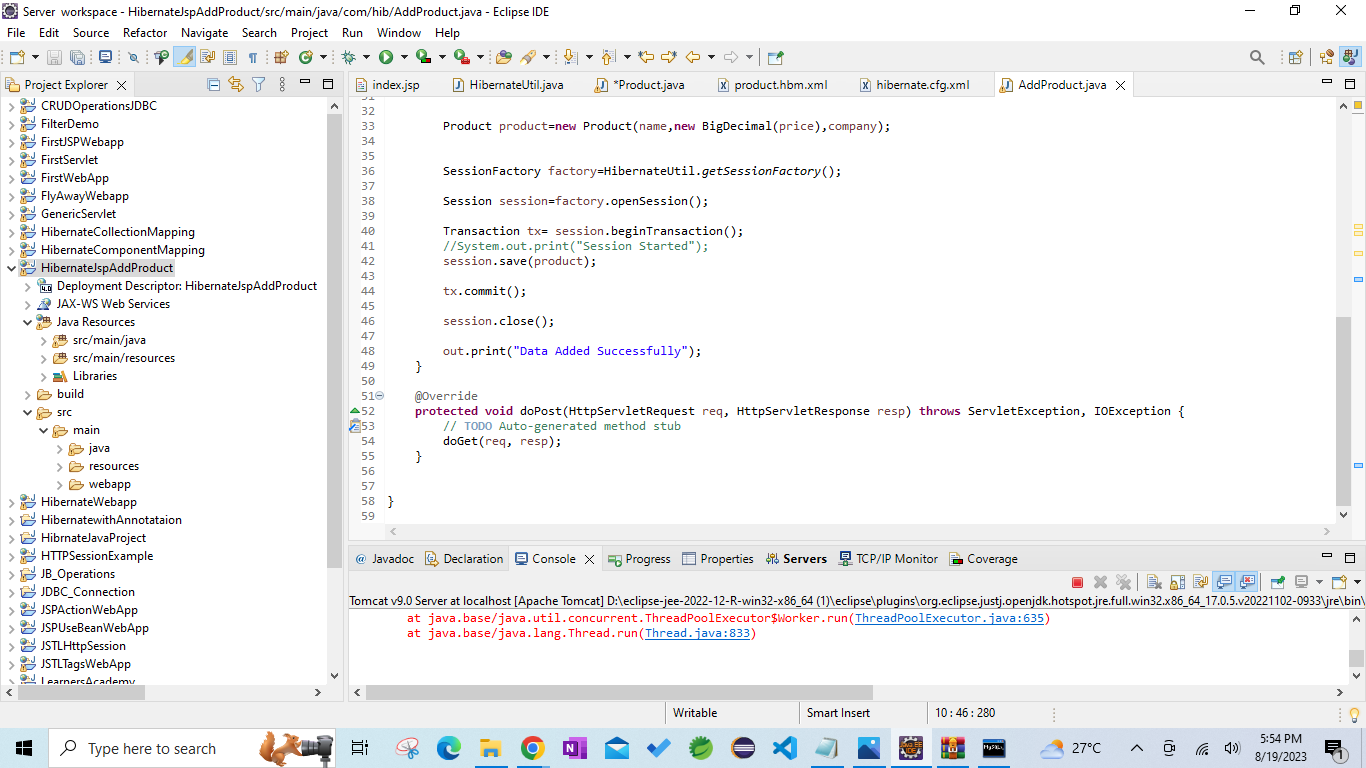 Server_workspace - HibernateJspAddProduct/src/main/java/com/hib/AddProduct.java - Eclipse IDE
File Edit Source Refactor Navigate Search Project Run Window Help
Project Explorer
CRUDOperationsJDBC
FilterDemo
FirstJSPWebapp
FirstServlet
FirstWebApp
FlyAwayWebapp
GenericServlet
HibernateCollectionMapping
HibernateComponentMapping
HibernateJspAddProduct
Deployment Descriptor: HibernateJspAddProduct
JAX-WS Web Services
Java Resources
src/main/java
src/main/resources
Libraries
build
src
main
java
resources
webapp
HibernateWebapp
HibernatewithAnnotataion
HibrnateJavaProject
HTTPSessionExample
JB_Operations
JDBC_Connection
JSPActionWebApp
JSPUseBeanWebApp
JSTLHttpSession
JSTLTagsWebApp
LearnersAcademy
index.jsp HibernateUtil.java *Product.java product.hbm.xml hibernate.cfg.xml AddProduct.java
31
32
33 Product product=new Product(name,new BigDecimal(price),company);
34
35
36 SessionFactory factory=HibernateUtil.getSessionFactory();
37
38 Session session=factory.openSession();
39
40 Transaction tx= session.beginTransaction();
41 //System.out.print("Session Started");
42 session.save(product);
43
44 tx.commit();
45
46 session.close();
47
48 out.print("Data Added Successfully");
49 }
50
51 @Override
52 protected void doPost(HttpServletRequest req, HttpServletResponse resp) throws ServletException, IOException {
53 // TODO Auto-generated method stub
54 doGet(req, resp);
55 }
56
57
58 }
59
Javadoc Declaration Console Progress Properties Servers TCP/IP Monitor Coverage
Tomcat v9.0 Server at localhost [Apache Tomcat] D:\eclipse-jee-2022-12-R-win32-x86_64 (1)\eclipse\plugins\org.eclipse.justj.openjdk.hotspot.jre.full.win32.x86_64_17.0.5.v20221102-0933\jre\bin\
at java.base/java.util.concurrent.ThreadPoolExecutor$Worker.run(ThreadPoolExecutor.java:635)
at java.base/java.lang.Thread.run(Thread.java:833)
Writable Smart Insert 10 : 46 : 280
Type here to search
27°C
5:54 PM
8/19/2023
1